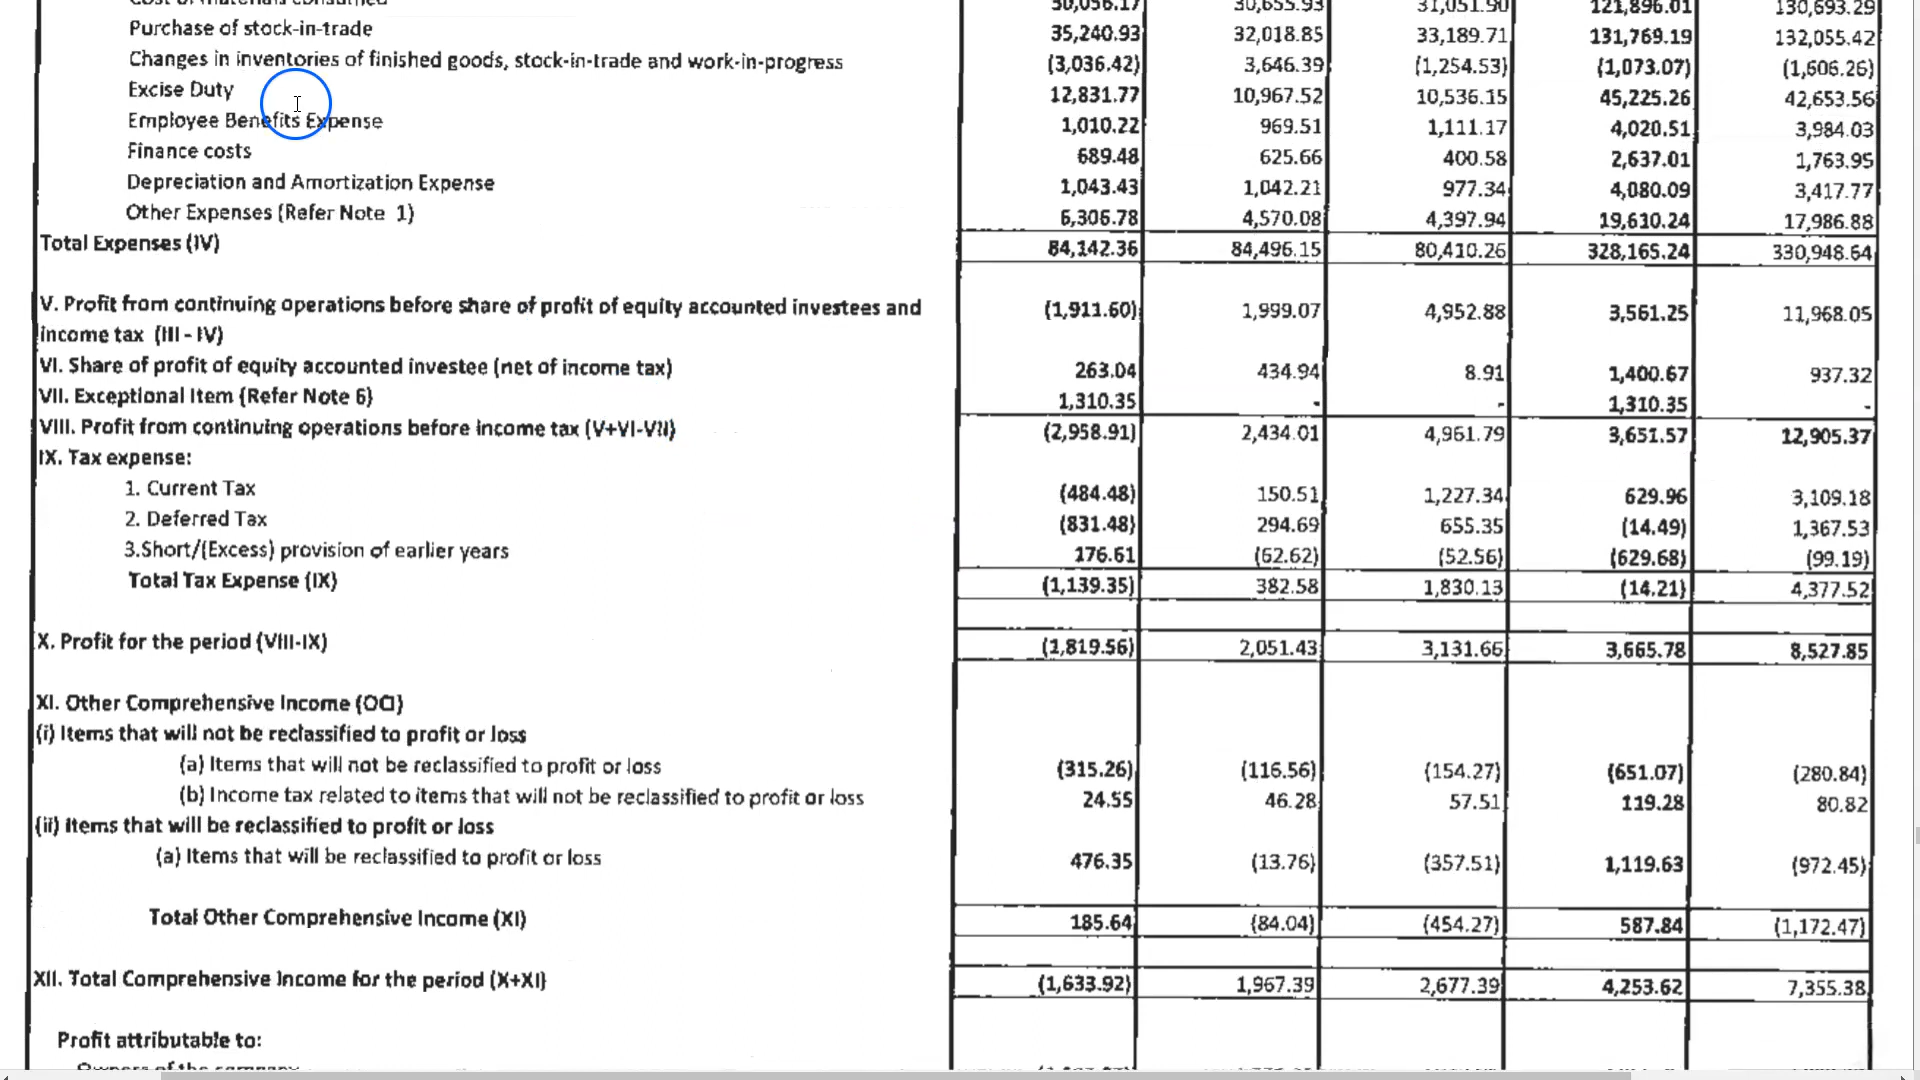 Cost of materials consumed 30,056.17 30,655.93 31,051.90 121,896.01 130,693.29
Purchase of stock-in-trade 35,240.93 32,018.85 33,189.71 131,769.19 132,055.42
Changes in inventories of finished goods, stock-in-trade and work-in-progress (3,036.42) 3,646.39 (1,254.53) (1,073.07) (1,606.26)
Excise Duty 12,831.77 10,967.52 10,536.15 45,225.26 42,653.56
Employee Benefits Expense 1,010.22 969.51 1,111.17 4,020.51 3,984.03
Finance costs 689.48 625.66 400.58 2,637.01 1,763.95
Depreciation and Amortization Expense 1,043.43 1,042.21 977.34 4,080.09 3,417.77
Other Expenses (Refer Note 1) 6,306.78 4,570.08 4,397.94 19,610.24 17,986.88
Total Expenses (IV) 84,142.36 84,496.15 80,410.26 328,165.24 330,948.64
V. Profit from continuing operations before share of profit of equity accounted investees and
income tax (III - IV) (1,911.60) 1,999.07 4,952.88 3,561.25 11,968.05
VI. Share of profit of equity accounted investee (net of income tax) 263.04 434.94 8.91 1,400.67 937.32
VII. Exceptional Item (Refer Note 6) 1,310.35 - - 1,310.35 -
VIII. Profit from continuing operations before income tax (V+VI-VII) (2,958.91) 2,434.01 4,961.79 3,651.57 12,905.37
IX. Tax expense:
1. Current Tax (484.48) 150.51 1,227.34 629.96 3,109.18
2. Deferred Tax (831.48) 294.69 655.35 (14.49) 1,367.53
3.Short/(Excess) provision of earlier years 176.61 (62.62) (52.56) (629.68) (99.19)
Total Tax Expense (IX) (1,139.35) 382.58 1,830.13 (14.21) 4,377.52
X. Profit for the period (VIII-IX) (1,819.56) 2,051.43 3,131.66 3,665.78 8,527.85
XI. Other Comprehensive Income (OCI)
(i) Items that will not be reclassified to profit or loss
(a) Items that will not be reclassified to profit or loss (315.26) (116.56) (154.27) (651.07) (280.84)
(b) Income tax related to items that will not be reclassified to profit or loss 24.55 46.28 57.51 119.28 80.82
(ii) Items that will be reclassified to profit or loss
(a) Items that will be reclassified to profit or loss 476.35 (13.76) (357.51) 1,119.63 (972.45)
Total Other Comprehensive Income (XI) 185.64 (84.04) (454.27) 587.84 (1,172.47)
XII. Total Comprehensive Income for the period (X+XI) (1,633.92) 1,967.39 2,677.39 4,253.62 7,355.38
Profit attributable to:
Owners of the company